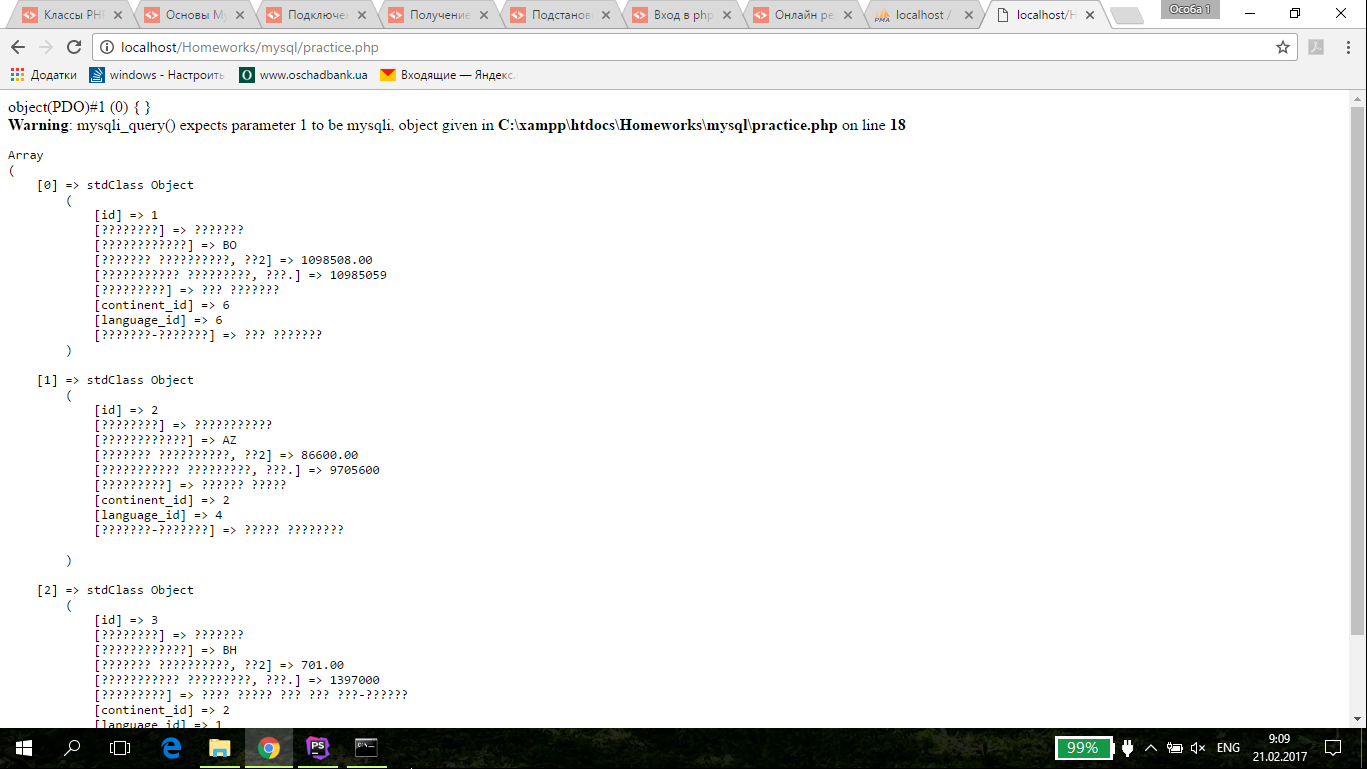 Классы PHP
Основы My
Подключе
Получение
Подстанов
Вход в php
Онлайн ре
localhost /
localhost/H
Особа 1
localhost/Homeworks/mysql/practice.php
Додатки
windows - Настроить
www.oschadbank.ua
Входящие — Яндекс.
object(PDO)#1 (0) { }
Warning: mysqli_query() expects parameter 1 to be mysqli, object given in C:\xampp\htdocs\Homeworks\mysql\practice.php on line 18
Array
(
[0] => stdClass Object
(
[id] => 1
[????????] => ???????
[????????????] => BO
[??????? ??????????, ??2] => 1098508.00
[??????????? ?????????, ???.] => 10985059
[?????????] => ??? ???????
[continent_id] => 6
[language_id] => 6
[???????-???????] => ??? ???????
)
[1] => stdClass Object
(
[id] => 2
[????????] => ???????????
[????????????] => AZ
[??????? ??????????, ??2] => 86600.00
[??????????? ?????????, ???.] => 9705600
[?????????] => ?????? ?????
[continent_id] => 2
[language_id] => 4
[???????-???????] => ????? ????????
)
[2] => stdClass Object
(
[id] => 3
[????????] => ???????
[????????????] => BH
[??????? ??????????, ??2] => 701.00
[??????????? ?????????, ???.] => 1397000
[?????????] => ???? ????? ??? ??? ???-??????
[continent_id] => 2
[language_id] => 1
99%
ENG
9:09
21.02.2017